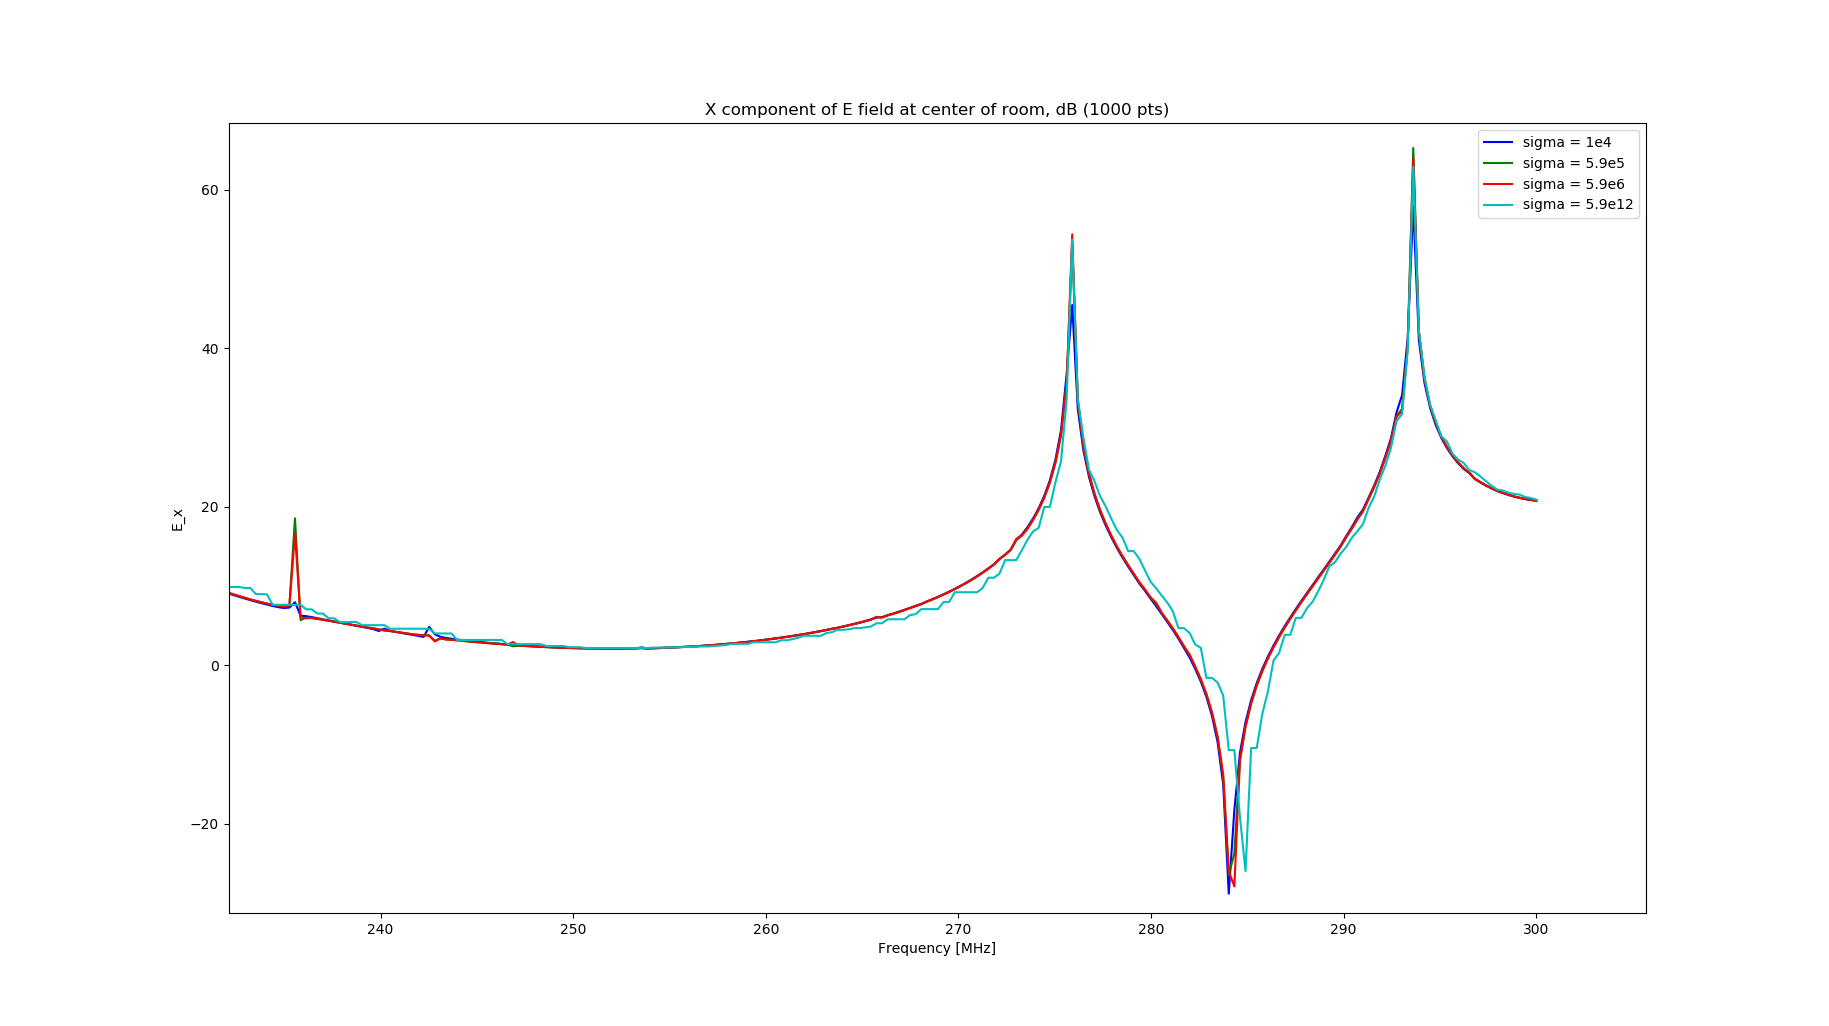 X component of E field at center of room, dB (1000 pts)
sigma = 1e4
sigma = 5.9e5
sigma = 5.9e6
sigma = 5.9e12
60
40
20
0
−20
E_x
240 250 260 270 280 290 300
Frequency [MHz]